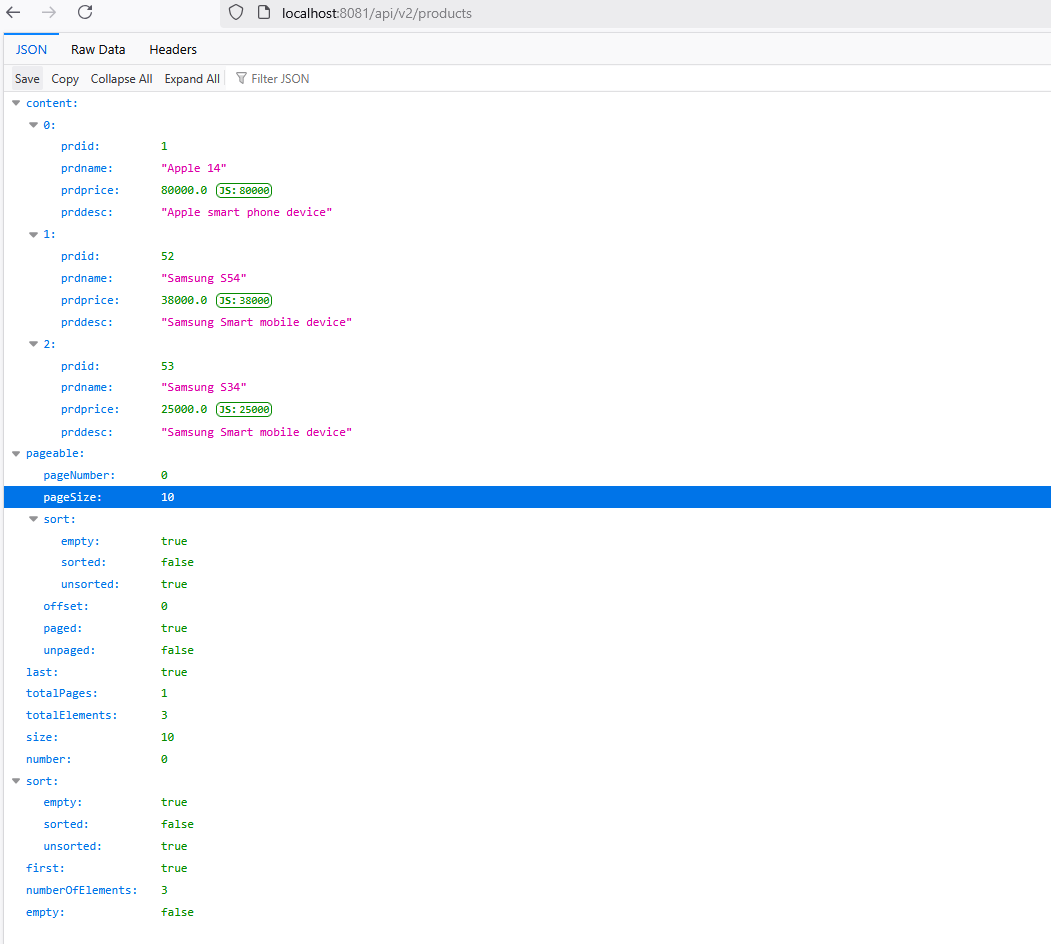 localhost:8081/api/v2/products
JSON Raw Data Headers
Save Copy Collapse All Expand All Filter JSON
content:
0:
prdid: 1
prdname: "Apple 14"
prdprice: 80000.0 JS:80000
prddesc: "Apple smart phone device"
1:
prdid: 52
prdname: "Samsung S54"
prdprice: 38000.0 JS:38000
prddesc: "Samsung Smart mobile device"
2:
prdid: 53
prdname: "Samsung S34"
prdprice: 25000.0 JS:25000
prddesc: "Samsung Smart mobile device"
pageable:
pageNumber: 0
pageSize: 10
sort:
empty: true
sorted: false
unsorted: true
offset: 0
paged: true
unpaged: false
last: true
totalPages: 1
totalElements: 3
size: 10
number: 0
sort:
empty: true
sorted: false
unsorted: true
first: true
numberOfElements: 3
empty: false